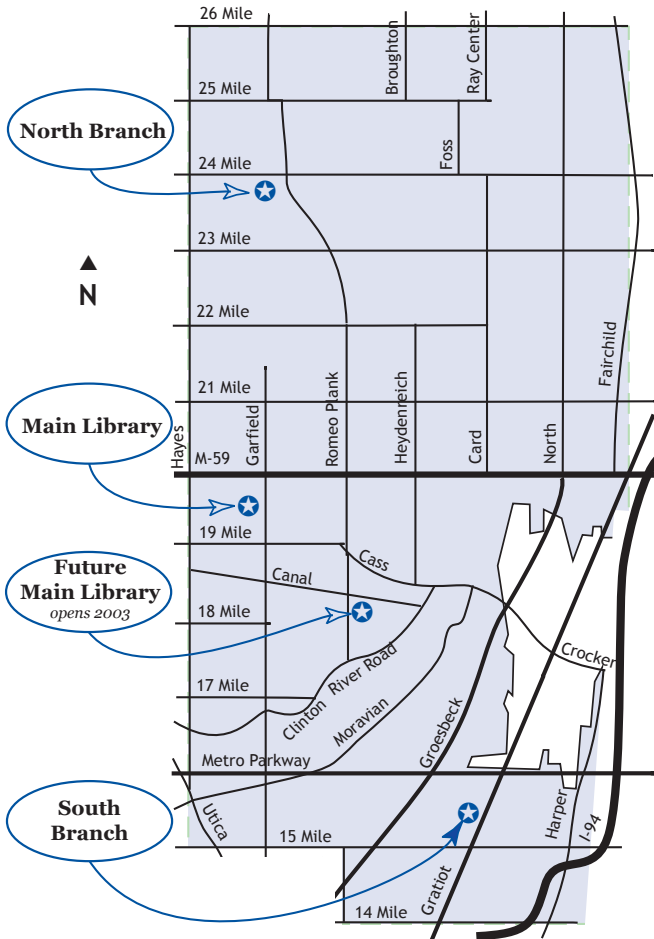 26 Mile
Broughton
Ray Center
25 Mile
North Branch
Foss
24 Mile
23 Mile
N
22 Mile
Fairchild
21 Mile
Main Library
Hayes
Garfield
Romeo Plank
Heydenreich
Card
North
M-59
19 Mile
Future
Main Library
opens 2003
Canal
Cass
18 Mile
Crocker
17 Mile
Clinton River Road
Moravian
Groesbeck
Metro Parkway
South
Branch
Utica
Harper
I-94
15 Mile
Gratiot
14 Mile